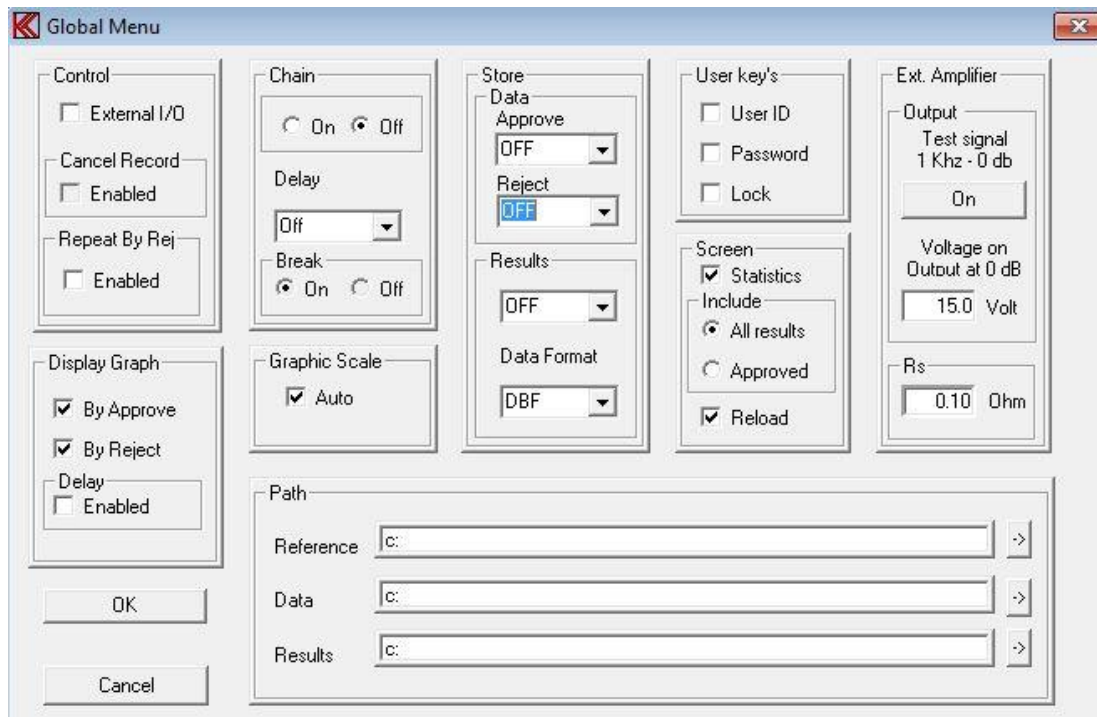 Global Menu
Control
External I/O
Cancel Record
Enabled
Repeat By Rej
Enabled
Chain
On Off
Delay
Off
Break
On Off
Store
Data
Approve
OFF
Reject
OFF
Results
OFF
Data Format
DBF
User key's
User ID
Password
Lock
Screen
Statistics
Include
All results
Approved
Reload
Ext. Amplifier
Output
Test signal
1 Khz - 0 db
On
Voltage on
Output at 0 dB
15.0 Volt
Rs
0.10 Ohm
Display Graph
By Approve
By Reject
Delay
Enabled
Graphic Scale
Auto
Path
Reference c: ->
Data c: ->
Results c: ->
OK
Cancel